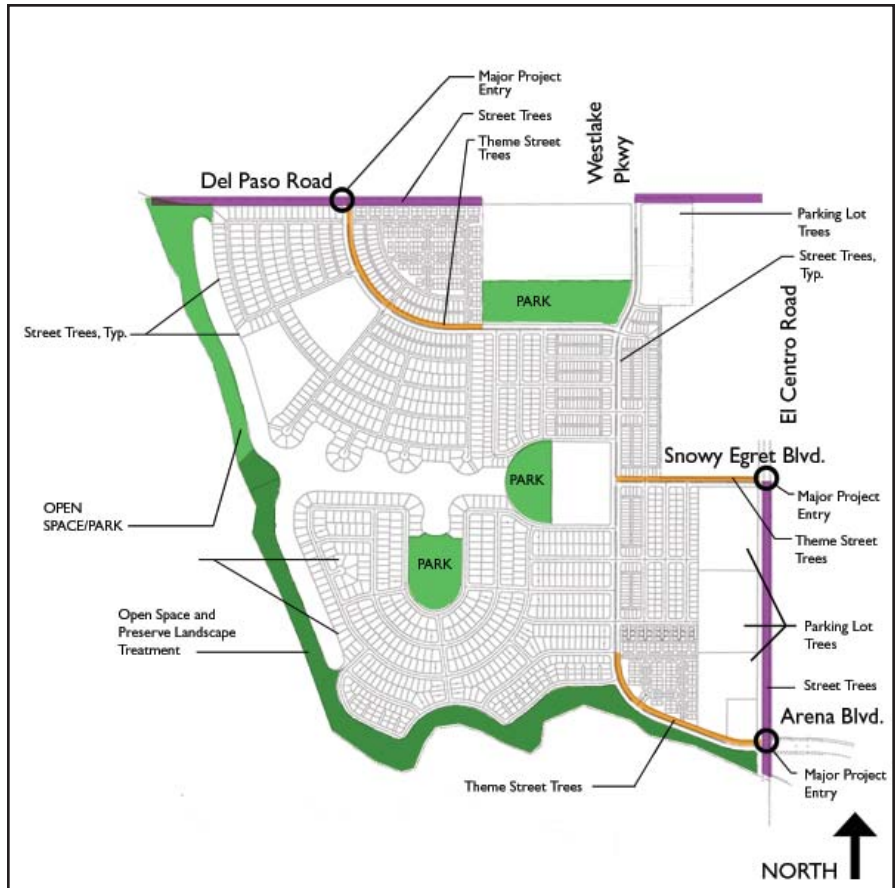 Major Project
Entry
Street Trees
Theme Street
Trees
Westlake
Pkwy
Del Paso Road
Parking Lot
Trees
Street Trees,
Typ.
PARK
El Centro Road
Street Trees, Typ.
Snowy Egret Blvd.
PARK
Major Project
Entry
OPEN
SPACE/PARK
Theme Street
Trees
PARK
Open Space and
Preserve Landscape
Treatment
Parking Lot
Trees
Street Trees
Arena Blvd.
Theme Street Trees
Major Project
Entry
NORTH